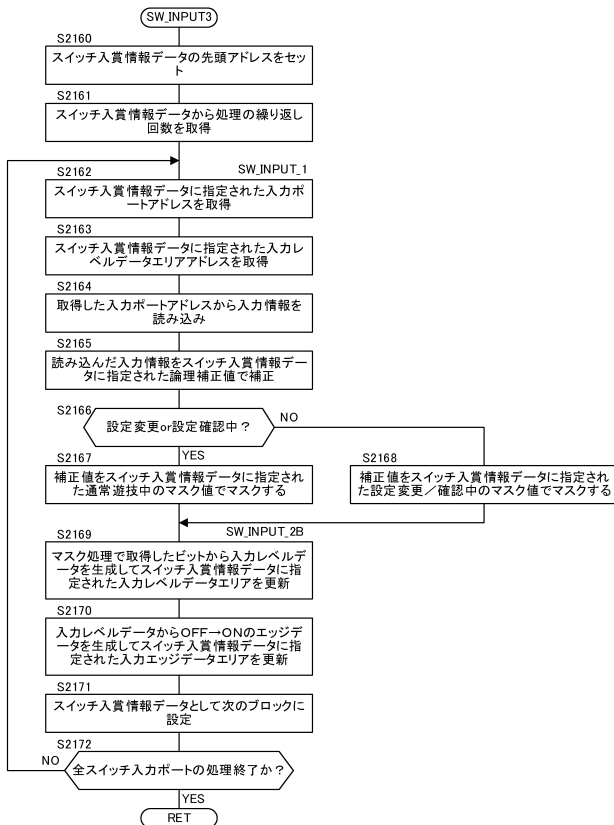 SW_INPUT3
S2160
スイッチ入賞情報データの先頭アドレスをセッ
ト
S2161
スイッチ入賞情報データから処理の繰り返し
回数を取得
SW_INPUT_1
S2162
スイッチ入賞情報データに指定された入力ポ
ートアドレスを取得
S2163
スイッチ入賞情報データに指定された入力レ
ベルデータエリアアドレスを取得
S2164
取得した入力ポートアドレスから入力情報を
読み込み
S2165
読み込んだ入力情報をスイッチ入賞情報デー
タに指定された論理補正値で補正
S2166
設定変更or設定確認中？
NO
YES
S2167
補正値をスイッチ入賞情報データに指定され
た通常遊技中のマスク値でマスクする
S2168
補正値をスイッチ入賞情報データに指定され
た設定変更／確認中のマスク値でマスクする
SW_INPUT_2B
S2169
マスク処理で取得したビットから入力レベルデ
ータを生成してスイッチ入賞情報データに指
定された入力レベルデータエリアを更新
S2170
入力レベルデータからOFF→ONのエッジデ
ータを生成してスイッチ入賞情報データに指
定された入力エッジデータエリアを更新
S2171
スイッチ入賞情報データとして次のブロックに
設定
S2172
NO
全スイッチ入力ポートの処理終了か？
YES
RET